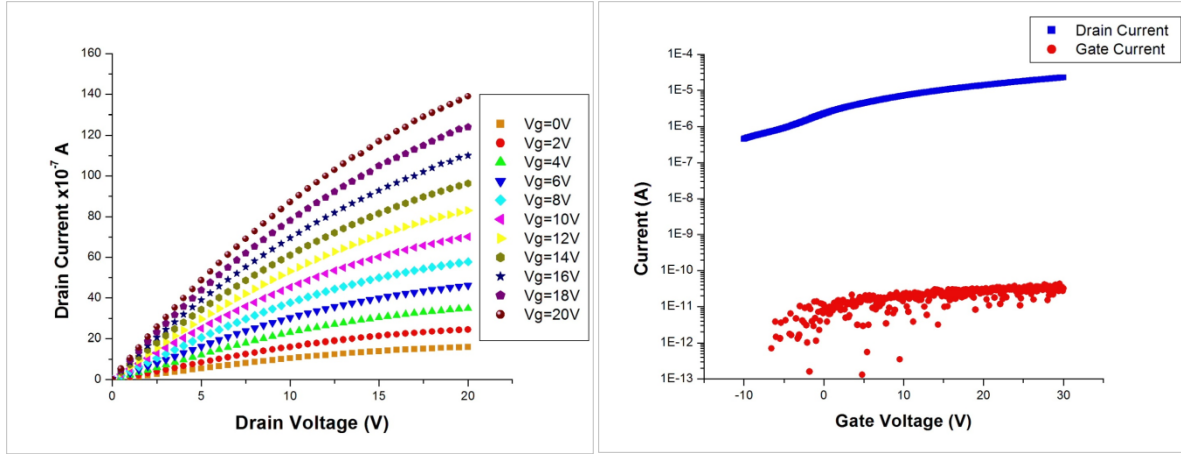 160
140
120
100
80
60
40
20
0
0
5
10
15
20
Drain Current x10⁻⁷ A
Drain Voltage (V)
Vg=0V
Vg=2V
Vg=4V
Vg=6V
Vg=8V
Vg=10V
Vg=12V
Vg=14V
Vg=16V
Vg=18V
Vg=20V
Drain Current
Gate Current
1E-4
1E-5
1E-6
1E-7
1E-8
1E-9
1E-10
1E-11
1E-12
1E-13
-10
0
10
20
30
Current (A)
Gate Voltage (V)